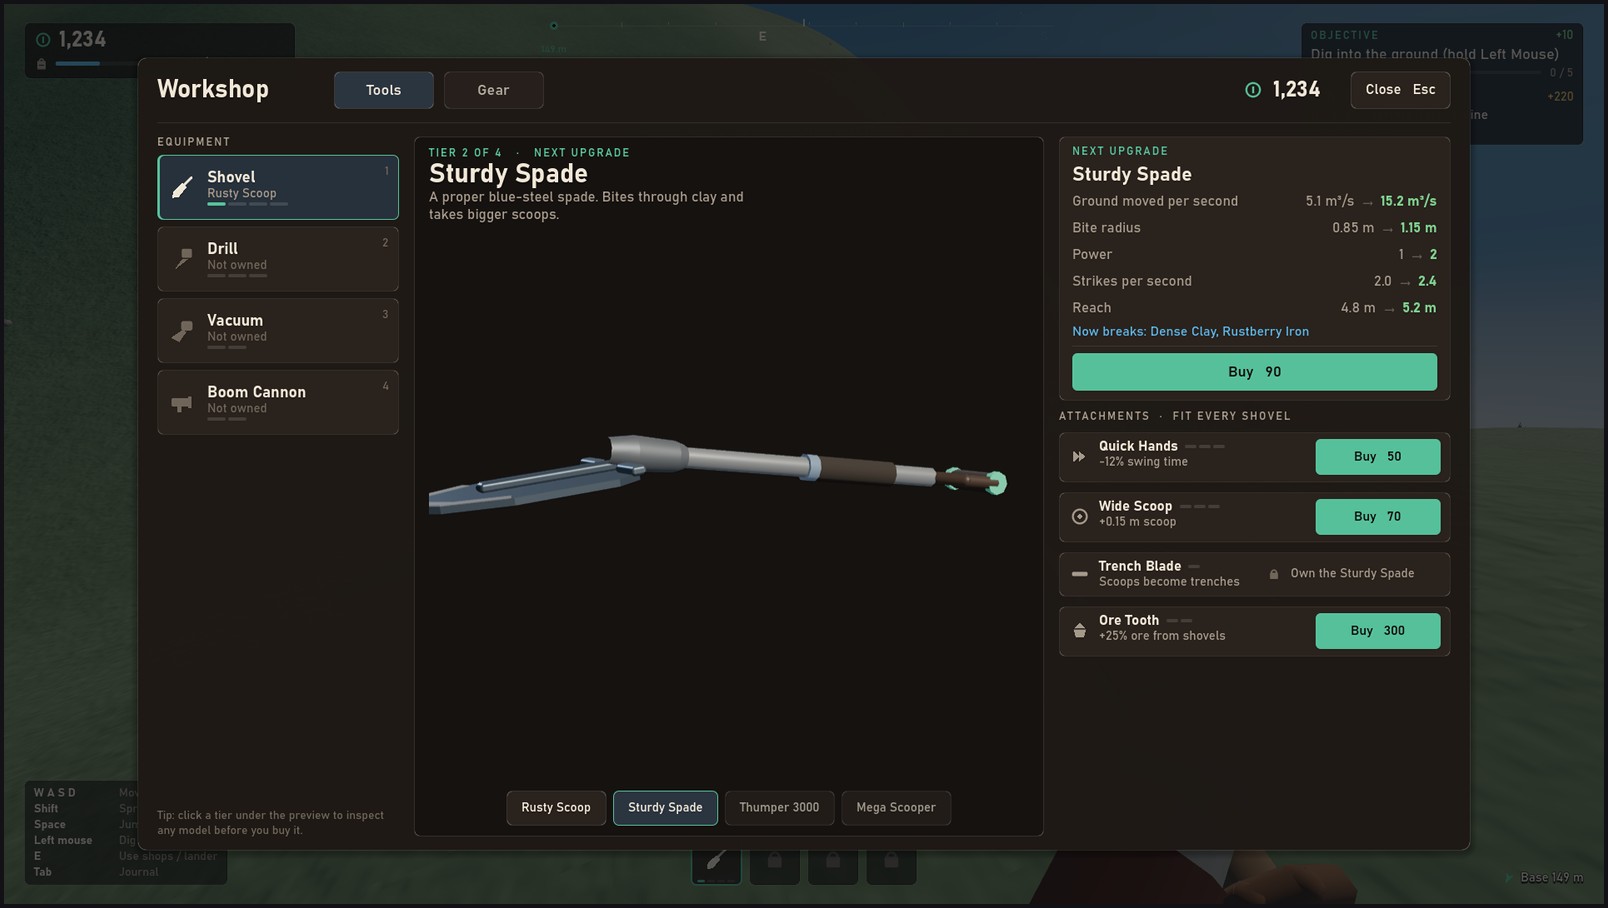 1,234
E
149 m
OBJECTIVE +10
Dig into the ground (hold Left Mouse)
0 / 5
+220
ine
Workshop
Tools
Gear
1,234
Close Esc
EQUIPMENT
Shovel 1
Rusty Scoop
Drill 2
Not owned
Vacuum 3
Not owned
Boom Cannon 4
Not owned
Tip: click a tier under the preview to inspect
any model before you buy it.
TIER 2 OF 4 · NEXT UPGRADE
Sturdy Spade
A proper blue-steel spade. Bites through clay and
takes bigger scoops.
Rusty Scoop
Sturdy Spade
Thumper 3000
Mega Scooper
NEXT UPGRADE
Sturdy Spade
Ground moved per second 5.1 m³/s → 15.2 m³/s
Bite radius 0.85 m → 1.15 m
Power 1 → 2
Strikes per second 2.0 → 2.4
Reach 4.8 m → 5.2 m
Now breaks: Dense Clay, Rustberry Iron
Buy 90
ATTACHMENTS · FIT EVERY SHOVEL
Quick Hands
-12% swing time
Buy 50
Wide Scoop
+0.15 m scoop
Buy 70
Trench Blade
Scoops become trenches
Own the Sturdy Spade
Ore Tooth
+25% ore from shovels
Buy 300
W A S D Mov
Shift Spr
Space Jum
Left mouse Dig
E Use shops / lander
Tab Journal
Base 149 m